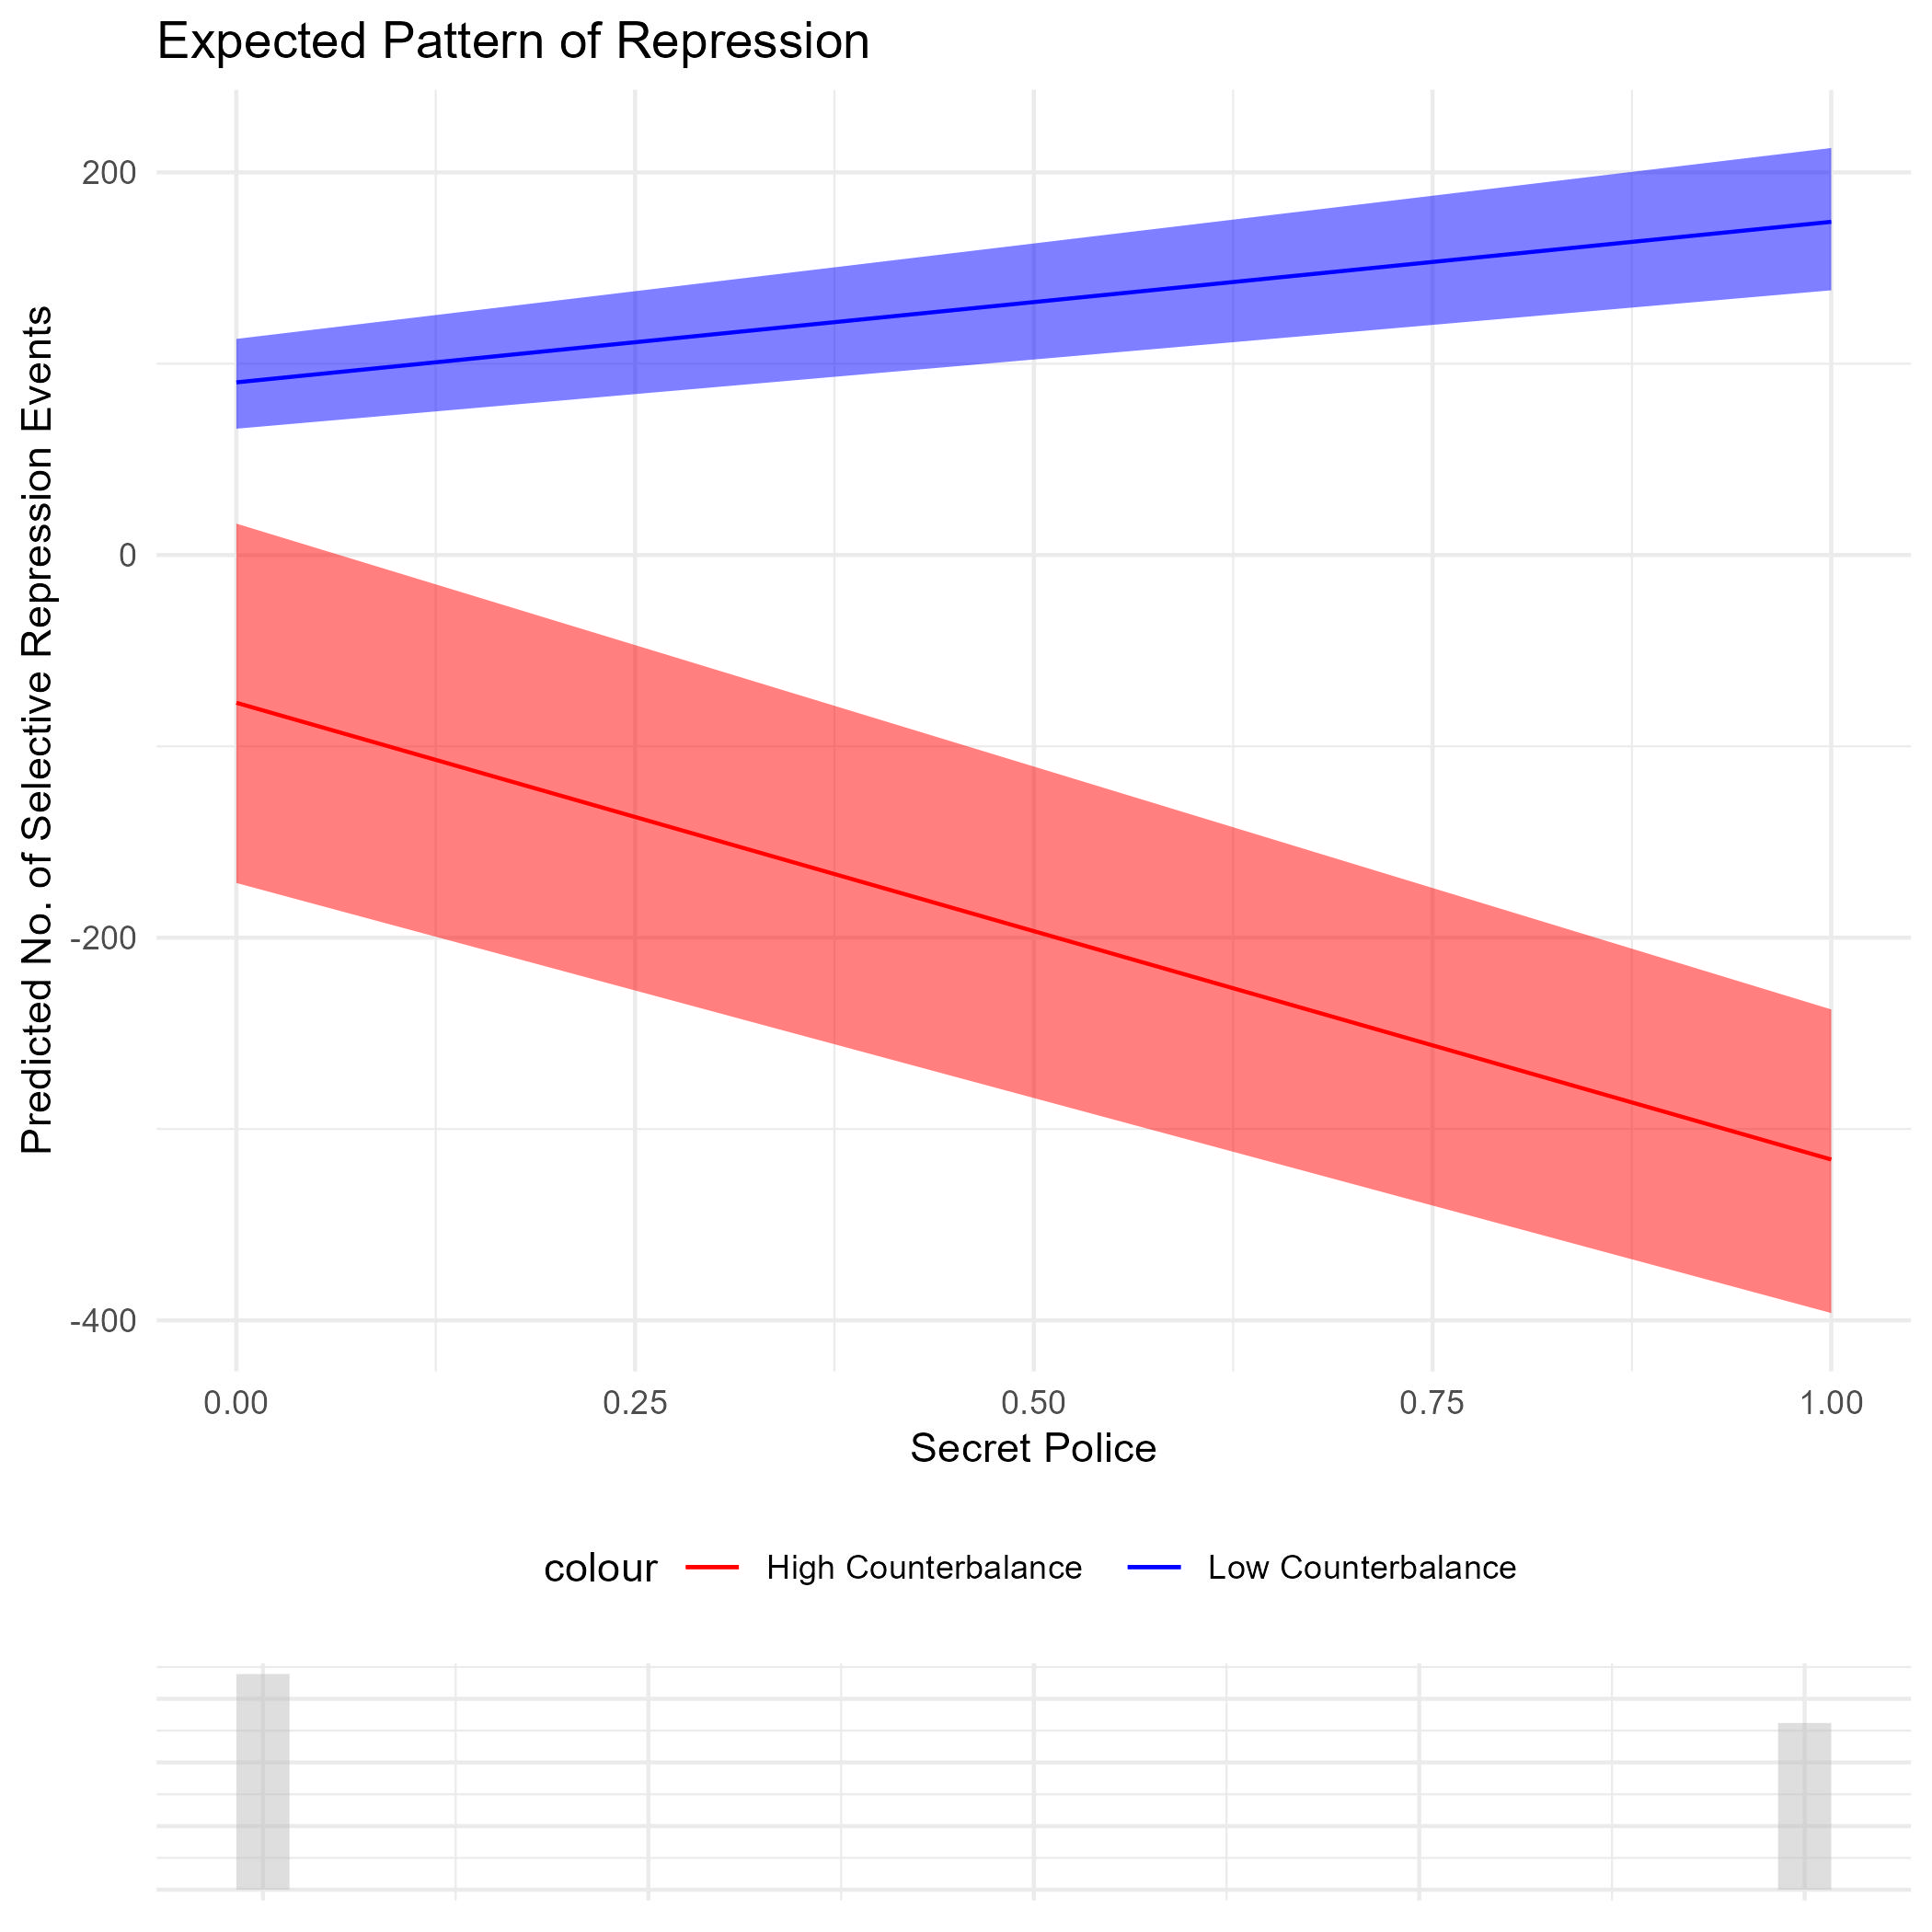 Expected Pattern of Repression
Predicted No. of Selective Repression Events
200
0
-200
-400
0.00 0.25 0.50 0.75 1.00
Secret Police
colour High Counterbalance Low Counterbalance